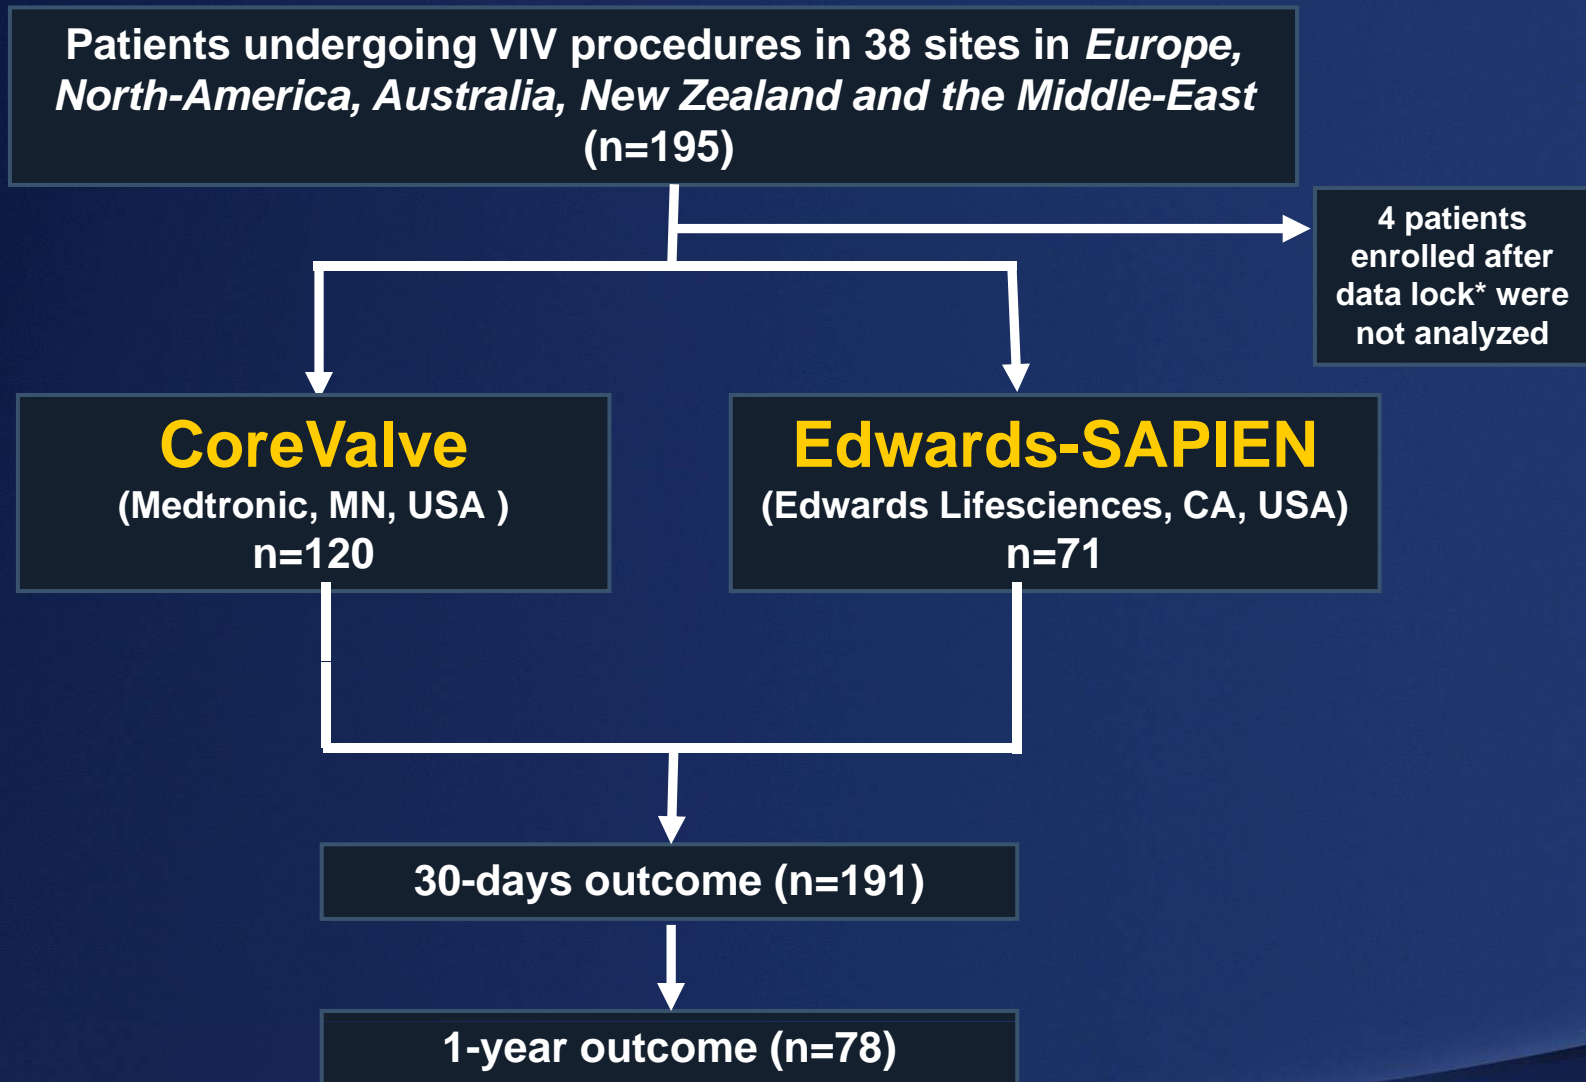 Patients undergoing VIV procedures in 38 sites in Europe,
North-America, Australia, New Zealand and the Middle-East
(n=195)
4 patients
enrolled after
data lock* were
not analyzed
CoreValve
(Medtronic, MN, USA )
n=120
Edwards-SAPIEN
(Edwards Lifesciences, CA, USA)
n=71
30-days outcome (n=191)
1-year outcome (n=78)